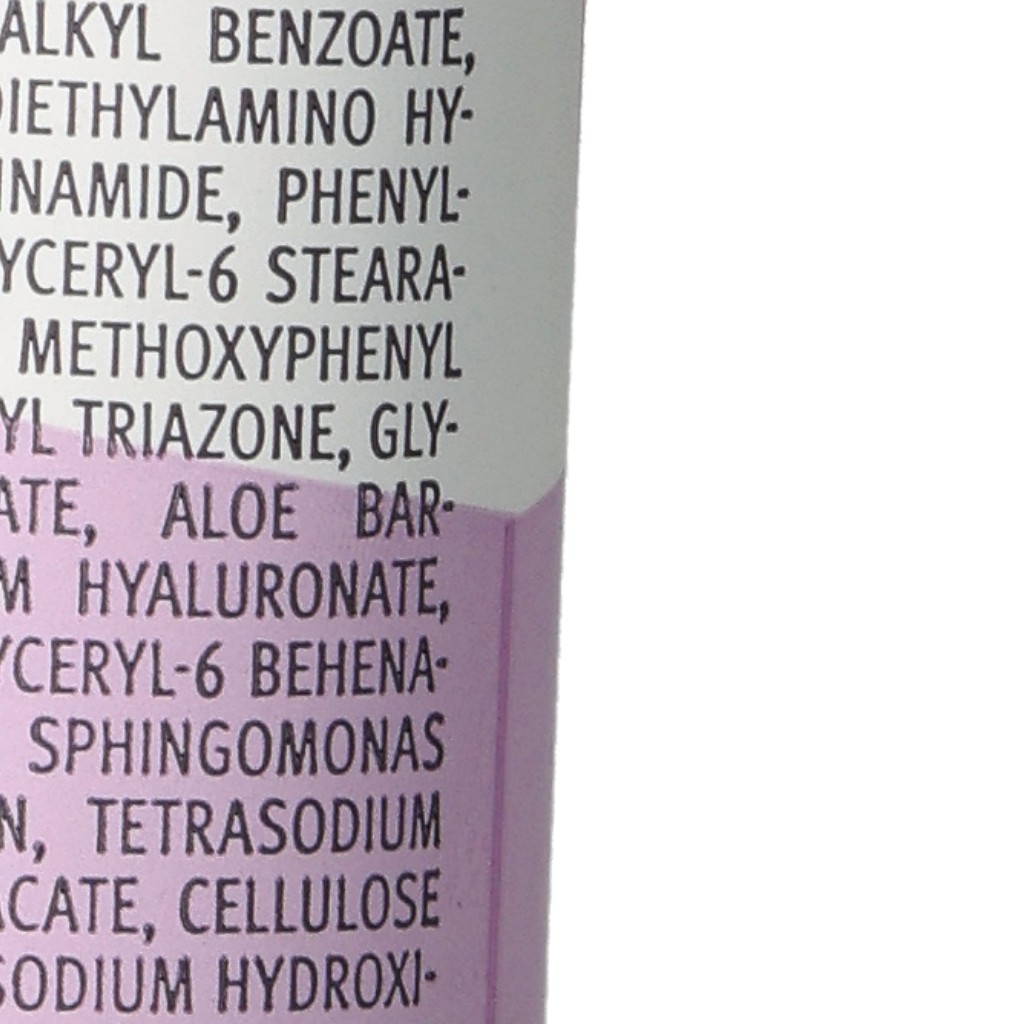 ALKYL BENZOATE,
DIETHYLAMINO HY-
INAMIDE, PHENYL-
YCERYL-6 STEARA-
METHOXYPHENYL
YL TRIAZONE, GLY-
ATE, ALOE BAR-
M HYALURONATE,
YCERYL-6 BEHENA-
SPHINGOMONAS
N, TETRASODIUM
ACATE, CELLULOSE
SODIUM HYDROXI-